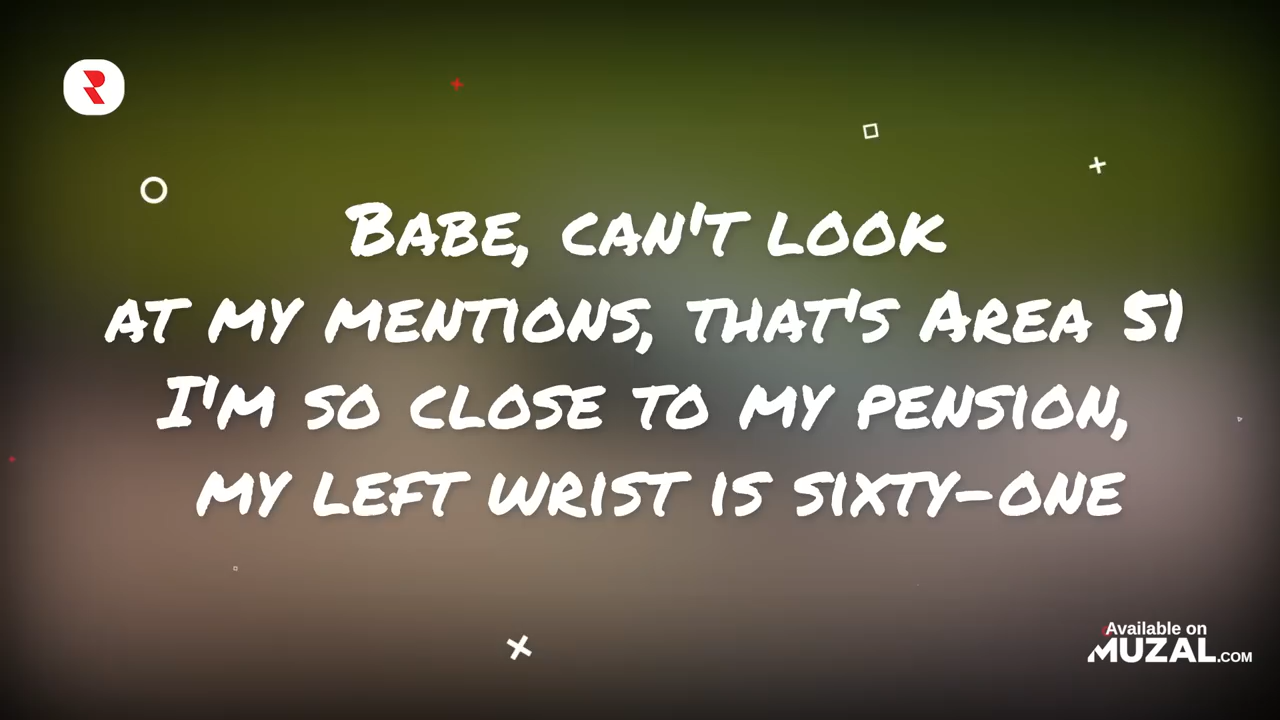 Babe, can't look
at my mentions, that's Area 51
I'm so close to my pension,
my left wrist is sixty-one
Available on
MUZAL.COM